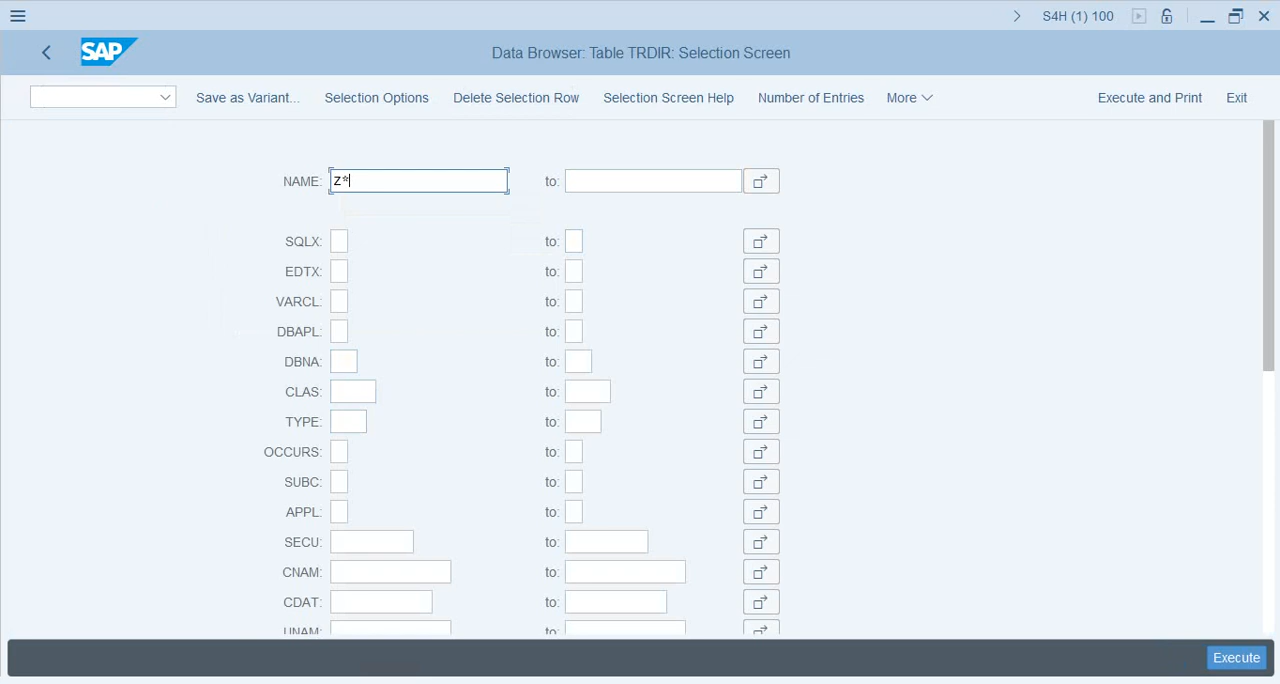 S4H (1) 100
SAP Data Browser: Table TRDIR: Selection Screen
Save as Variant... Selection Options Delete Selection Row Selection Screen Help Number of Entries More Execute and Print Exit
NAME: Z* to:
SQLX: to:
EDTX: to:
VARCL: to:
DBAPL: to:
DBNA: to:
CLAS: to:
TYPE: to:
OCCURS: to:
SUBC: to:
APPL: to:
SECU: to:
CNAM: to:
CDAT: to:
UNAM: to:
Execute